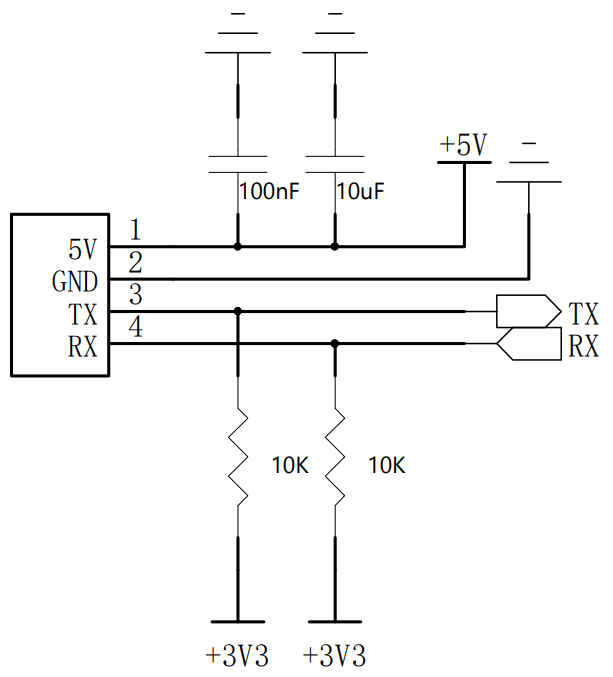 +5V
100nF 10uF
5V 1
GND 2
TX 3 TX
RX 4 RX
10K 10K
+3V3 +3V3